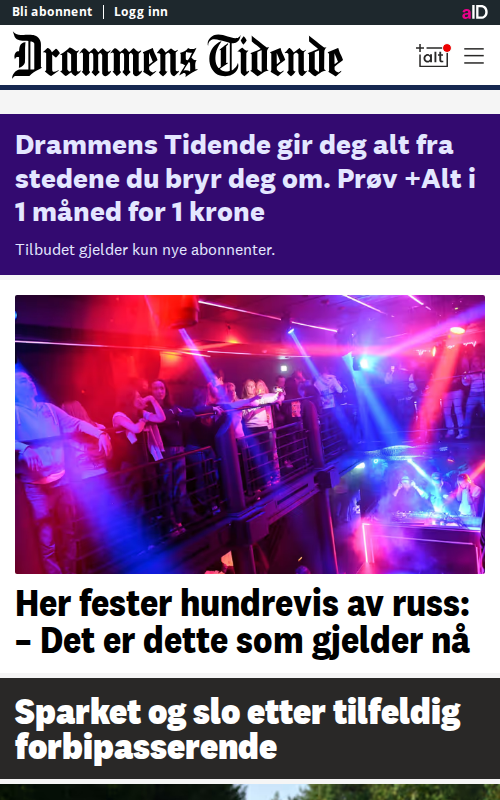 Bli abonnent | Logg inn
aID
Drammens Tidende
+alt
Drammens Tidende gir deg alt fra
stedene du bryr deg om. Prøv +Alt i
1 måned for 1 krone
Tilbudet gjelder kun nye abonnenter.
Her fester hundrevis av russ:
– Det er dette som gjelder nå
Sparket og slo etter tilfeldig
forbipasserende